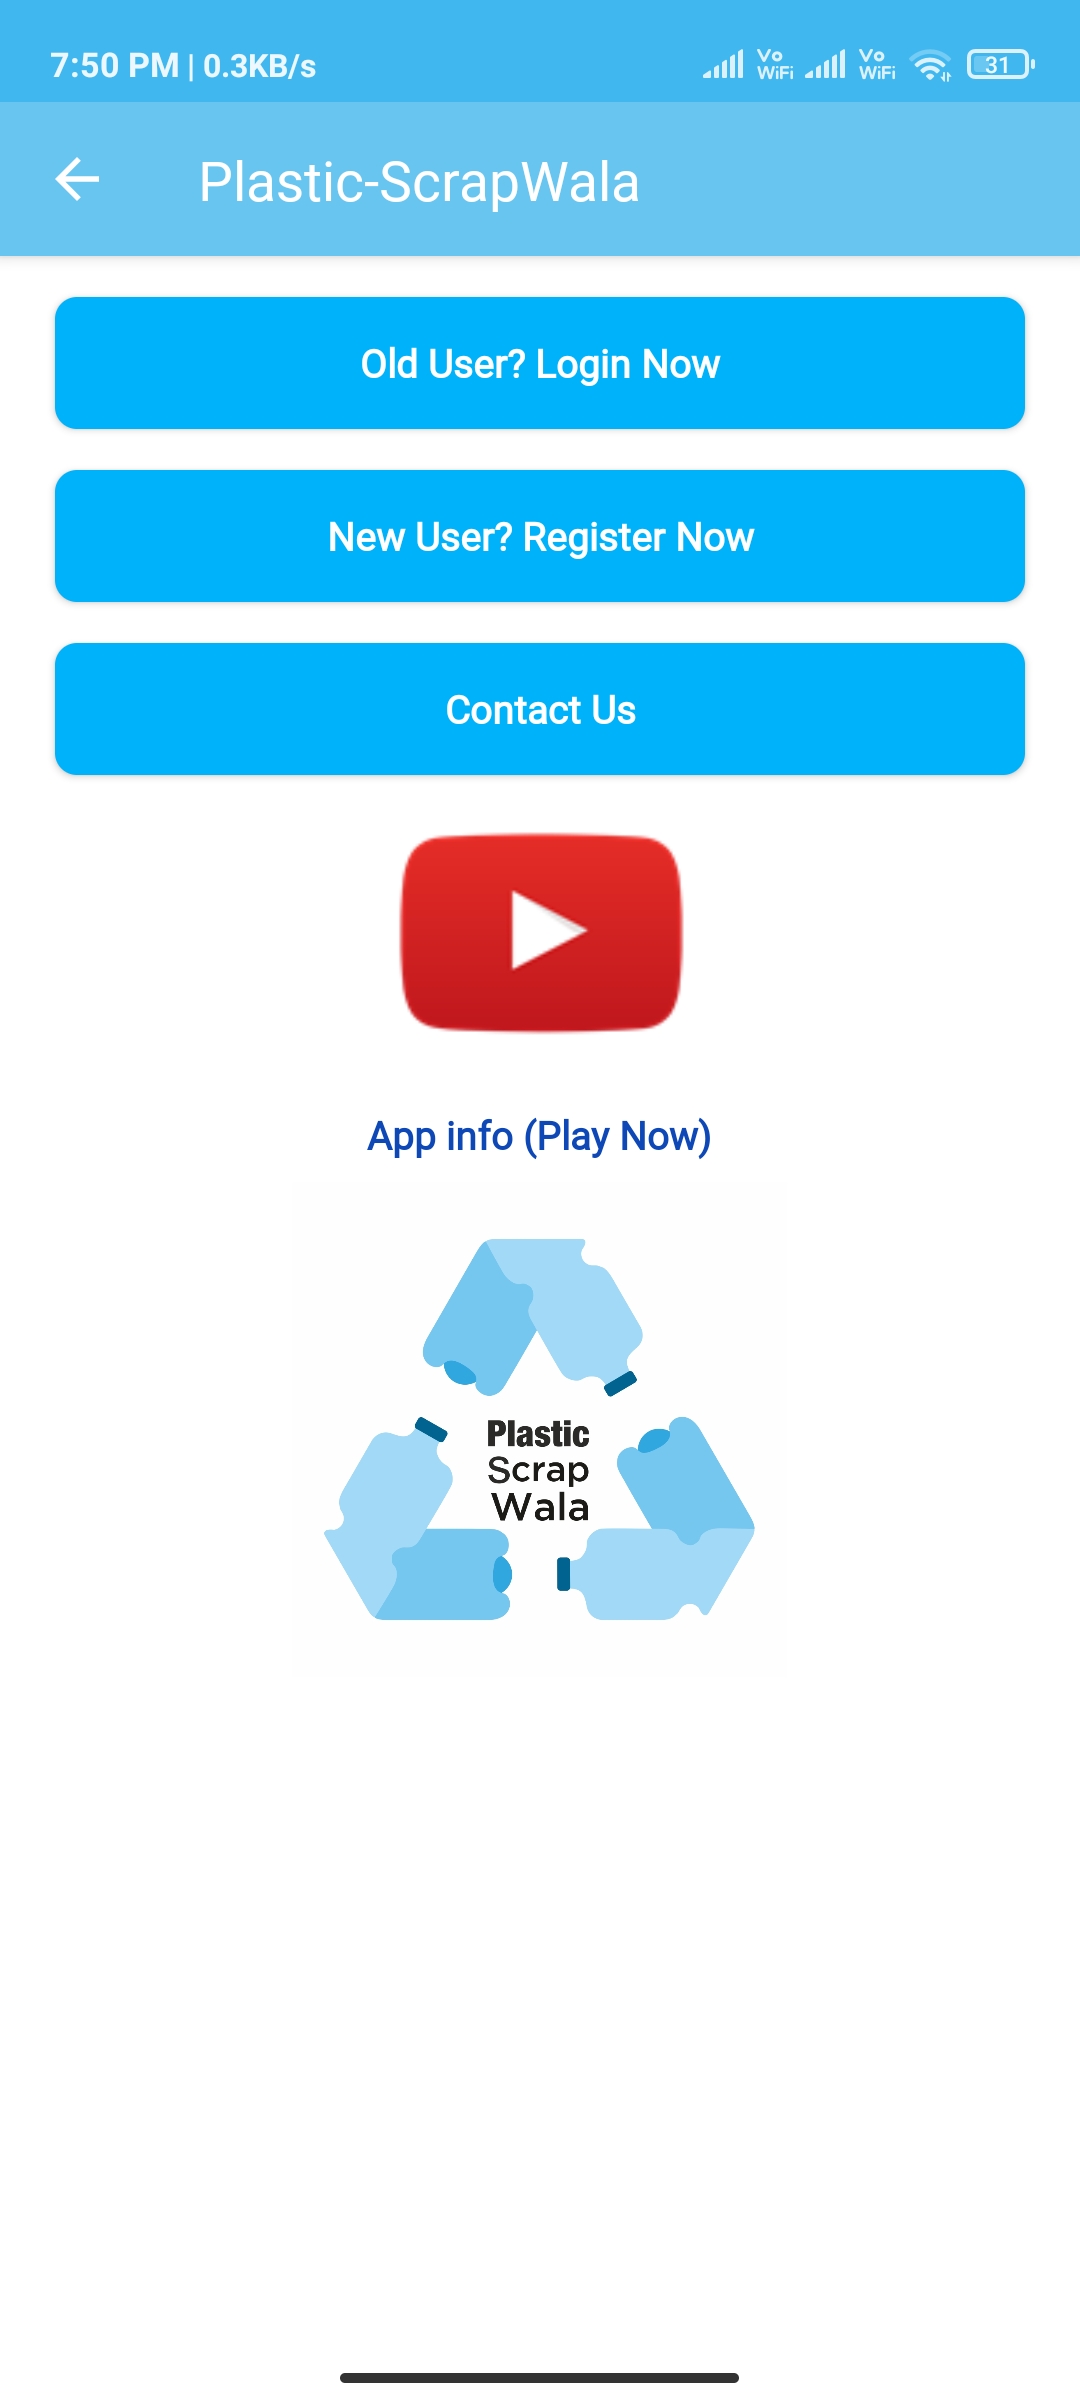 7:50 PM | 0.3KB/s Vo WiFi Vo WiFi 31
Plastic-ScrapWala
Old User? Login Now
New User? Register Now
Contact Us
App info (Play Now)
Plastic
Scrap
Wala